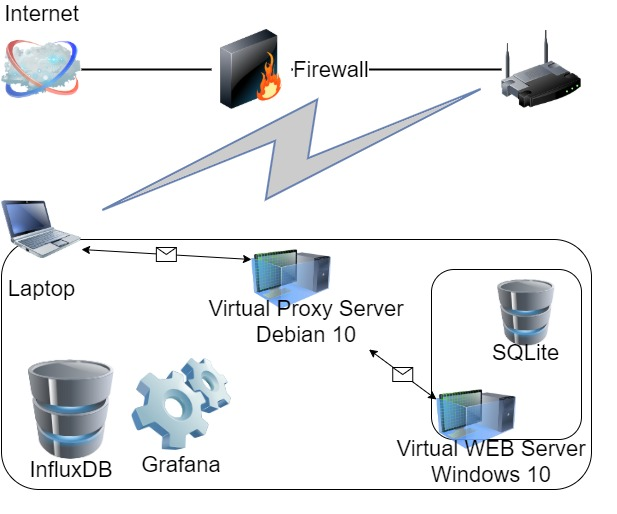 Internet
Firewall
Laptop
Virtual Proxy Server
Debian 10
SQLite
InfluxDB
Grafana
Virtual WEB Server
Windows 10